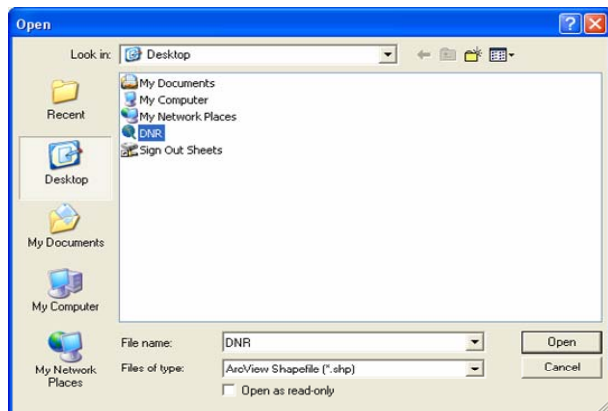 Open
Look in: Desktop
My Documents
My Computer
My Network Places
DNR
Sign Out Sheets
Recent
Desktop
My Documents
My Computer
My Network
Places
File name: DNR Open
Files of type: ArcView Shapefile (*.shp) Cancel
Open as read-only